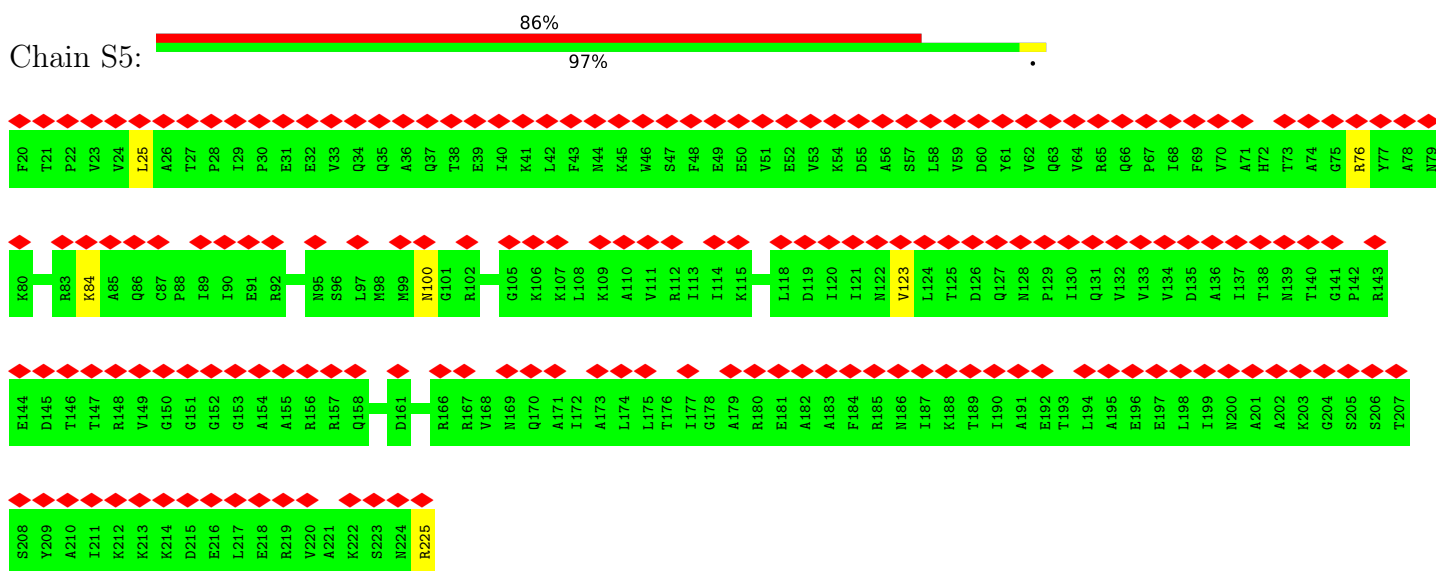 86%
Chain S5:
97%
.
F20 T21 P22 V23 V24 L25 A26 T27 P28 I29 P30 E31 E32 V33 Q34 Q35 A36 Q37 T38 E39 I40 K41 L42 F43 N44 K45 W46 S47 F48 E49 E50 V51 E52 V53 K54 D55 A56 S57 L58 V59 D60 Y61 V62 Q63 V64 R65 Q66 P67 I68 F69 V70 A71 H72 T73 A74 G75 R76 Y77 A78 N79
K80 R83 K84 A85 Q86 C87 P88 I89 I90 E91 R92 N95 S96 L97 M98 M99 N100 G101 R102 G105 K106 K107 L108 K109 A110 V111 R112 I113 I114 K115 L118 D119 I120 I121 N122 V123 L124 T125 D126 Q127 N128 P129 I130 Q131 V132 V133 V134 D135 A136 I137 T138 N139 T140 G141 P142 R143
E144 D145 T146 T147 R148 V149 G150 G151 G152 G153 A154 A155 R156 R157 Q158 D161 R166 R167 V168 N169 Q170 A171 I172 A173 L174 L175 T176 I177 G178 A179 R180 E181 A182 A183 F184 R185 N186 I187 K188 T189 I190 A191 E192 T193 L194 A195 E196 E197 L198 I199 N200 A201 A202 K203 G204 S205 S206 T207
S208 Y209 A210 I211 K212 K213 K214 D215 E216 L217 E218 R219 V220 A221 K222 S223 N224 R225